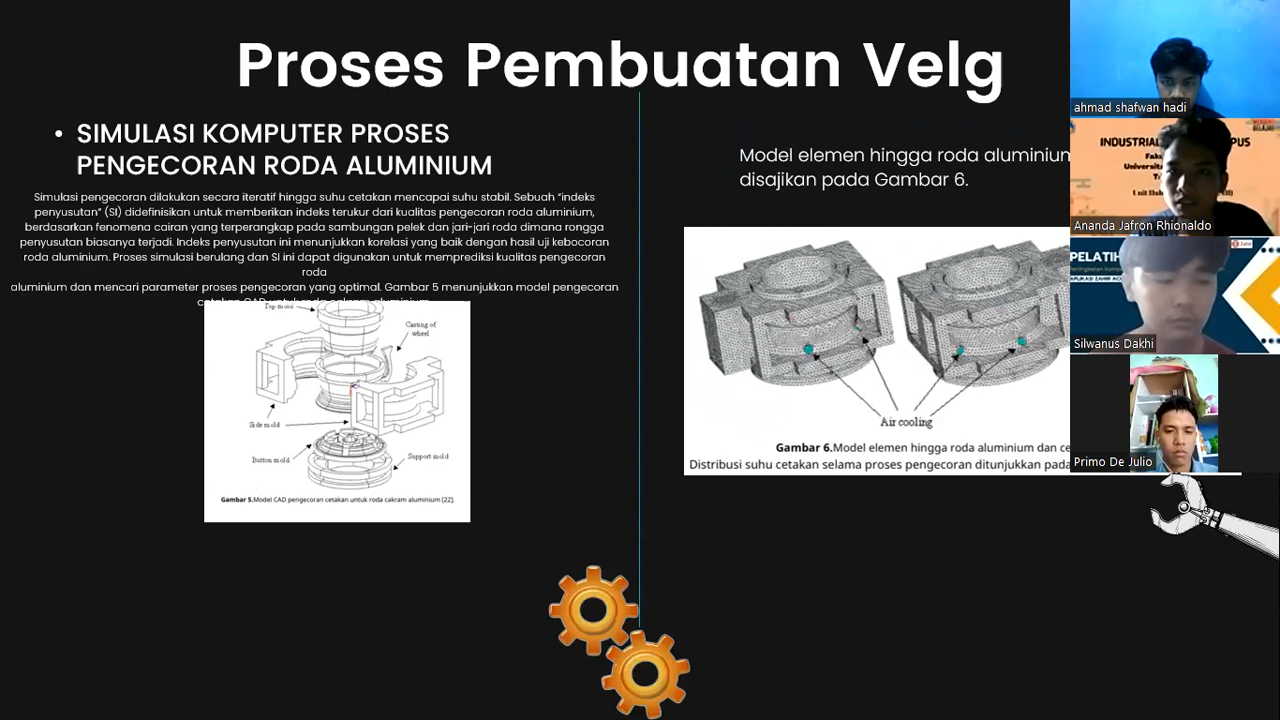 Proses Pembuatan Velg
• SIMULASI KOMPUTER PROSES
PENGECORAN RODA ALUMINIUM
Simulasi pengecoran dilakukan secara iteratif hingga suhu cetakan mencapai suhu stabil. Sebuah “indeks
penyusutan” (SI) didefinisikan untuk memberikan indeks terukur dari kualitas pengecoran roda aluminium,
berdasarkan fenomena cairan yang terperangkap pada sambungan pelek dan jari-jari roda dimana rongga
penyusutan biasanya terjadi. Indeks penyusutan ini menunjukkan korelasi yang baik dengan hasil uji kebocoran
roda aluminium. Proses simulasi berulang dan SI ini dapat digunakan untuk memprediksi kualitas pengecoran
roda
aluminium dan mencari parameter proses pengecoran yang optimal. Gambar 5 menunjukkan model pengecoran
Casting of
wheel
Side mold
Button mold
Support mold
Gambar 5.Model CAD pengecoran cetakan untuk roda cakram aluminium [22].
Model elemen hingga roda aluminium
disajikan pada Gambar 6.
Air cooling
Gambar 6.Model elemen hingga roda aluminium dan ce
Distribusi suhu cetakan selama proses pengecoran ditunjukkan pada
ahmad shafwan hadi
INDUSTRIAL
Ananda Jafron Rhionaldo
PELATIH
Silwanus Dakhi
Primo De Julio